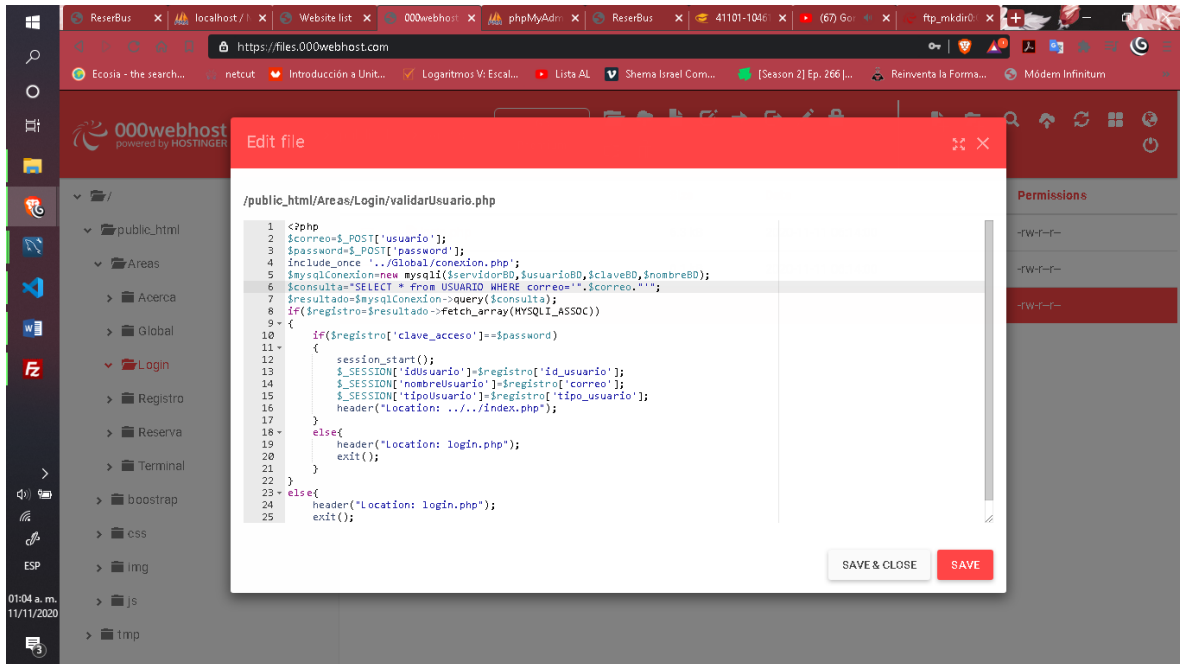 ReserBus
localhost /
Website list
000webhost
phpMyAdm
ReserBus
41101-1046
(67) Gor
ftp_mkdir():
https://files.000webhost.com
Ecosia - the search...
netcut
Introducción a Unit...
Logaritmos V: Escal...
Lista AL
Shema Israel Com...
[Season 2] Ep. 266 |...
Reinventa la Forma...
Módem Infinitum
000webhost
powered by HOSTINGER
Edit file
/public_html/Areas/Login/validarUsuario.php
1 <?php
2 $correo=$_POST['usuario'];
3 $password=$_POST['password'];
4 include_once '../Global/conexion.php';
5 $mysqlConexion=new mysqli($servidorBD,$usuarioBD,$claveBD,$nombreBD);
6 $consulta="SELECT * from USUARIO WHERE correo='".$correo."'";
7 $resultado=$mysqlConexion->query($consulta);
8 if($registro=$resultado->fetch_array(MYSQLI_ASSOC))
9 {
10 if($registro['clave_acceso']==$password)
11 {
12 session_start();
13 $_SESSION['idUsuario']=$registro['id_usuario'];
14 $_SESSION['nombreUsuario']=$registro['correo'];
15 $_SESSION['tipoUsuario']=$registro['tipo_usuario'];
16 header("Location: ../../index.php");
17 }
18 else{
19 header("Location: login.php");
20 exit();
21 }
22 }
23 else{
24 header("Location: login.php");
25 exit();
SAVE & CLOSE
SAVE
/
public_html
Areas
Acerca
Global
Login
Registro
Reserva
Terminal
boostrap
css
img
js
tmp
Permissions
-rw-r--r--
-rw-r--r--
-rw-r--r--
ESP
01:04 a. m.
11/11/2020
3